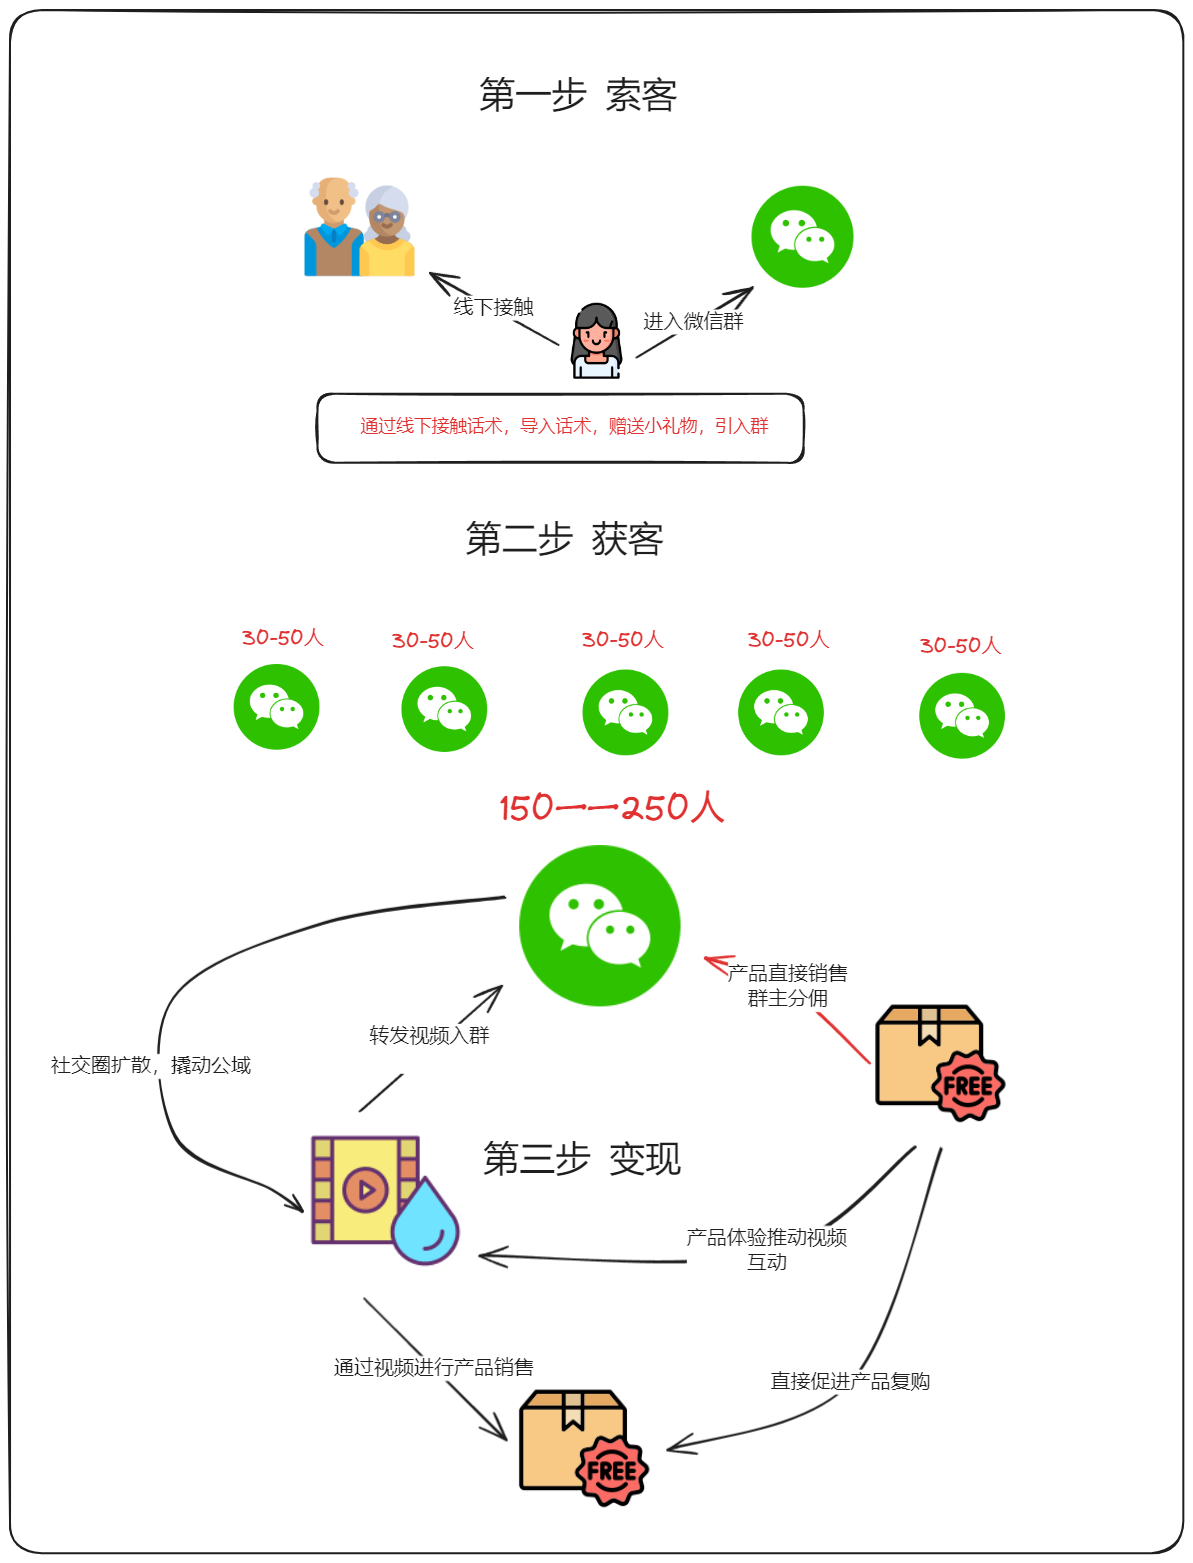 第一步 索客
线下接触
进入微信群
通过线下接触话术，导入话术，赠送小礼物，引入群
第二步 获客
30-50人
30-50人
30-50人
30-50人
30-50人
150一一250人
产品直接销售
群主分佣
转发视频入群
社交圈扩散，撬动公域
FREE
第三步 变现
产品体验推动视频
互动
通过视频进行产品销售
直接促进产品复购
FREE